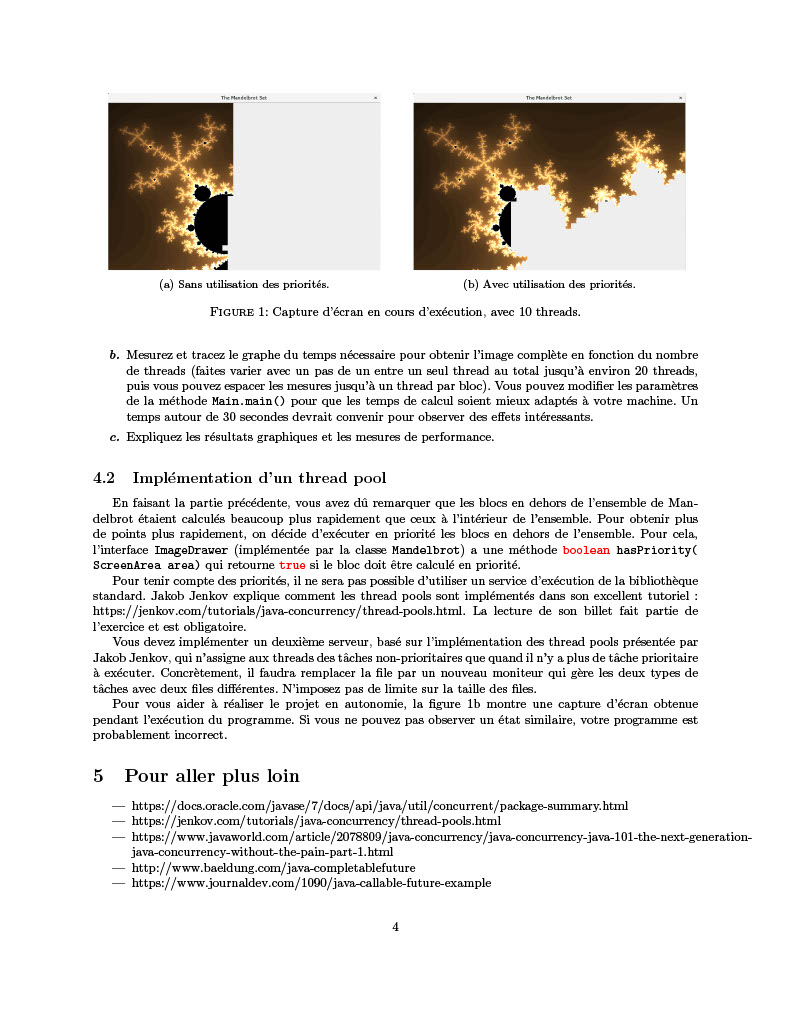 The Mandelbrot Set ×
The Mandelbrot Set ×
(a) Sans utilisation des priorités.
(b) Avec utilisation des priorités.
FIGURE 1: Capture d'écran en cours d'exécution, avec 10 threads.
b. Mesurez et tracez le graphe du temps nécessaire pour obtenir l'image complète en fonction du nombre
de threads (faites varier avec un pas de un entre un seul thread au total jusqu'à environ 20 threads,
puis vous pouvez espacer les mesures jusqu'à un thread par bloc). Vous pouvez modifier les paramètres
de la méthode Main.main() pour que les temps de calcul soient mieux adaptés à votre machine. Un
temps autour de 30 secondes devrait convenir pour observer des effets intéressants.
c. Expliquez les résultats graphiques et les mesures de performance.
4.2 Implémentation d'un thread pool
En faisant la partie précédente, vous avez dû remarquer que les blocs en dehors de l'ensemble de Man-
delbrot étaient calculés beaucoup plus rapidement que ceux à l'intérieur de l'ensemble. Pour obtenir plus
de points plus rapidement, on décide d'exécuter en priorité les blocs en dehors de l'ensemble. Pour cela,
l'interface ImageDrawer (implémentée par la classe Mandelbrot) a une méthode boolean hasPriority(
ScreenArea area) qui retourne true si le bloc doit être calculé en priorité.
Pour tenir compte des priorités, il ne sera pas possible d'utiliser un service d'exécution de la bibliothèque
standard. Jakob Jenkov explique comment les thread pools sont implémentés dans son excellent tutoriel :
https://jenkov.com/tutorials/java-concurrency/thread-pools.html. La lecture de son billet fait partie de
l'exercice et est obligatoire.
Vous devez implémenter un deuxième serveur, basé sur l'implémentation des thread pools présentée par
Jakob Jenkov, qui n'assigne aux threads des tâches non-prioritaires que quand il n'y a plus de tâche prioritaire
à exécuter. Concrètement, il faudra remplacer la file par un nouveau moniteur qui gère les deux types de
tâches avec deux files différentes. N'imposez pas de limite sur la taille des files.
Pour vous aider à réaliser le projet en autonomie, la figure 1b montre une capture d'écran obtenue
pendant l'exécution du programme. Si vous ne pouvez pas observer un état similaire, votre programme est
probablement incorrect.
5 Pour aller plus loin
— https://docs.oracle.com/javase/7/docs/api/java/util/concurrent/package-summary.html
— https://jenkov.com/tutorials/java-concurrency/thread-pools.html
— https://www.javaworld.com/article/2078809/java-concurrency/java-concurrency-java-101-the-next-generation-
java-concurrency-without-the-pain-part-1.html
— http://www.baeldung.com/java-completablefuture
— https://www.journaldev.com/1090/java-callable-future-example
4